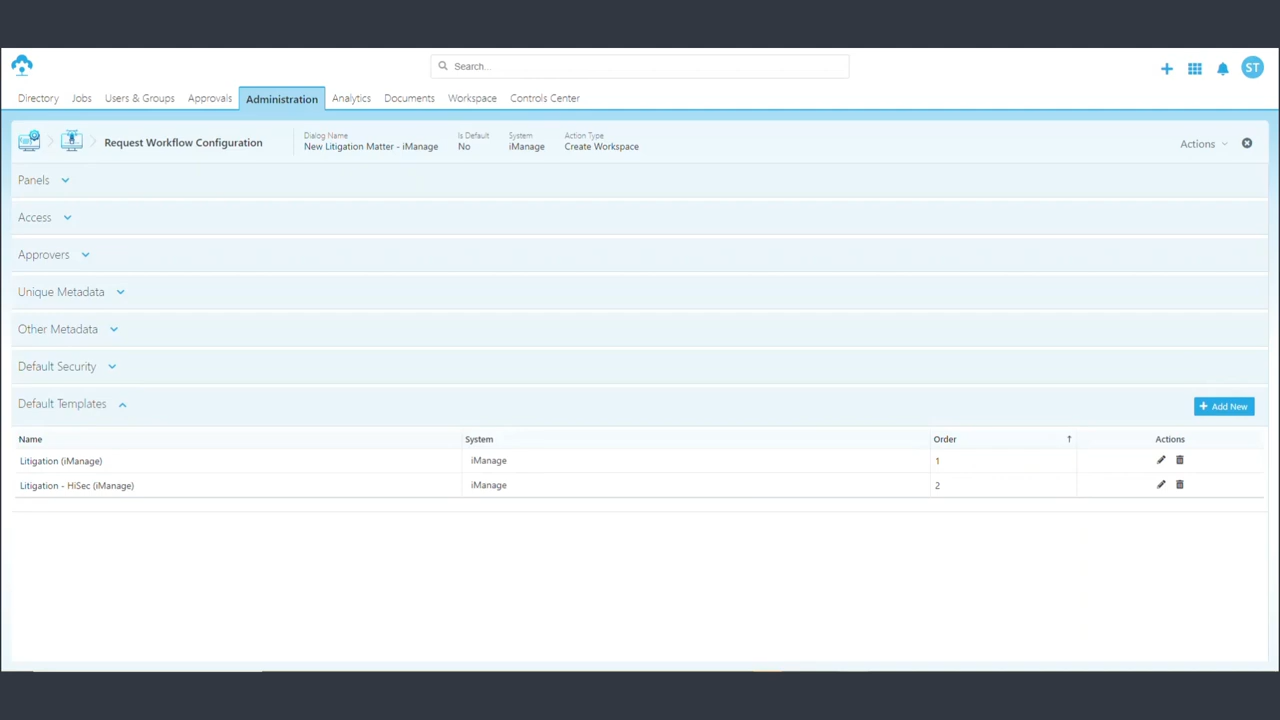 Search...
ST
Directory Jobs Users & Groups Approvals Administration Analytics Documents Workspace Controls Center
Request Workflow Configuration
Dialog Name Is Default System Action Type
New Litigation Matter - iManage No iManage Create Workspace
Actions
Panels
Access
Approvers
Unique Metadata
Other Metadata
Default Security
Default Templates
+ Add New
Name System Order ↑ Actions
Litigation (iManage) iManage 1
Litigation - HiSec (iManage) iManage 2